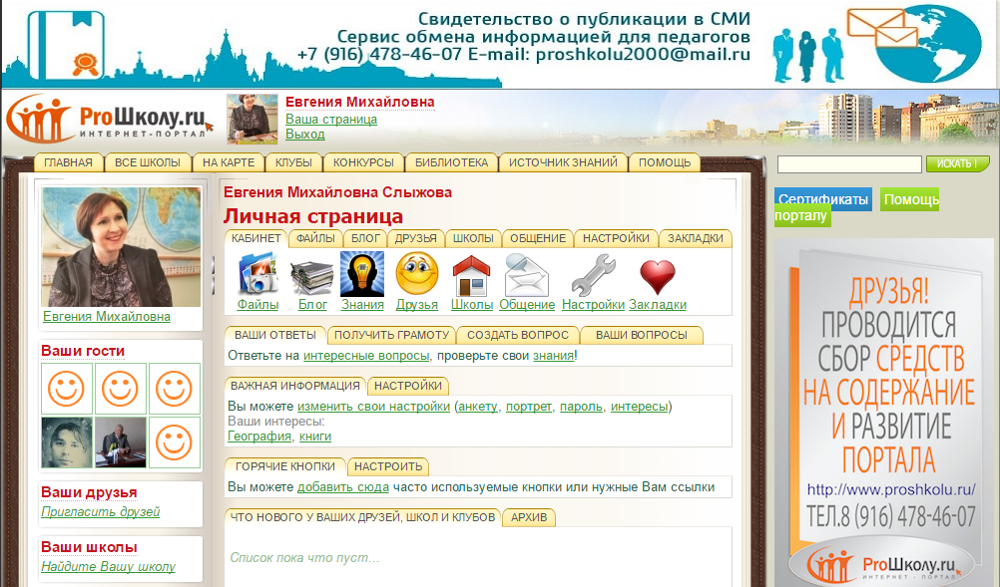 Свидетельство о публикации в СМИ
Сервис обмена информацией для педагогов
+7 (916) 478-46-07 E-mail: proshkolu2000@mail.ru
ProШколу.ru
ИНТЕРНЕТ-ПОРТАЛ
Евгения Михайловна
Ваша страница
Выход
ГЛАВНАЯ ВСЕ ШКОЛЫ НА КАРТЕ КЛУБЫ КОНКУРСЫ БИБЛИОТЕКА ИСТОЧНИК ЗНАНИЙ ПОМОЩЬ
ИСКАТЬ !
Евгения Михайловна
Ваши гости
Ваши друзья
Пригласить друзей
Ваши школы
Найдите Вашу школу
Евгения Михайловна Слыжова
Личная страница
КАБИНЕТ ФАЙЛЫ БЛОГ ДРУЗЬЯ ШКОЛЫ ОБЩЕНИЕ НАСТРОЙКИ ЗАКЛАДКИ
Файлы Блог Знания Друзья Школы Общение Настройки Закладки
ВАШИ ОТВЕТЫ ПОЛУЧИТЬ ГРАМОТУ СОЗДАТЬ ВОПРОС ВАШИ ВОПРОСЫ
Ответьте на интересные вопросы, проверьте свои знания!
ВАЖНАЯ ИНФОРМАЦИЯ НАСТРОЙКИ
Вы можете изменить свои настройки (анкету, портрет, пароль, интересы)
Ваши интересы:
География, книги
ГОРЯЧИЕ КНОПКИ НАСТРОИТЬ
Вы можете добавить сюда часто используемые кнопки или нужные Вам ссылки
ЧТО НОВОГО У ВАШИХ ДРУЗЕЙ, ШКОЛ И КЛУБОВ АРХИВ
Список пока что пуст...
Сертификаты Помощь
порталу
ДРУЗЬЯ!
ПРОВОДИТСЯ
СБОР СРЕДСТВ
НА СОДЕРЖАНИЕ
И РАЗВИТИЕ
ПОРТАЛА
http://www.proshkolu.ru/
ТЕЛ.8 (916) 478-46-07
ProШколу.ru
ИНТЕРНЕТ - ПОРТАЛ